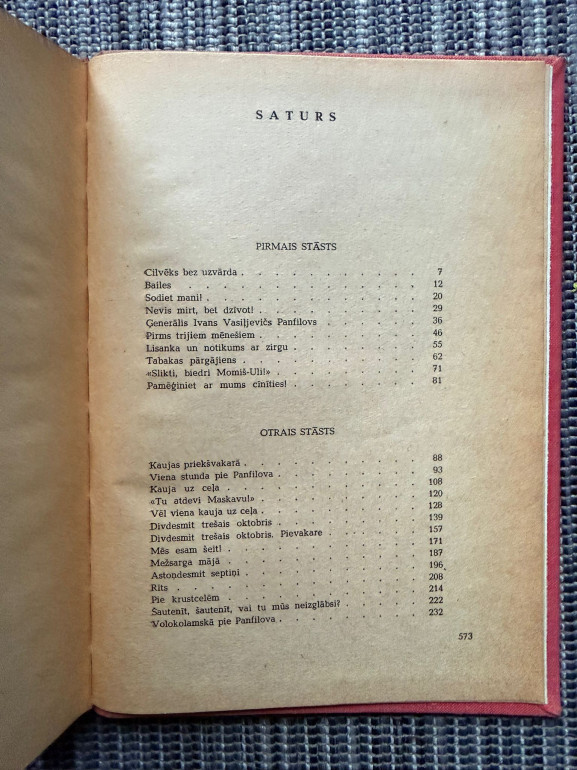 SATURS
PIRMAIS STĀSTS
Cilvēks bez uzvārda . . . . . . . . . . . 7
Bailes . . . . . . . . . . . . 12
Sodiet mani! . . . . . . . . . . . . 20
Nevis mirt, bet dzīvot! . . . . . . . . . . 29
Ģenerālis Ivans Vasiļjevičs Panfilovs . . . . . . 36
Pirms trijiem mēnešiem . . . . . . . . . . 46
Lisanka un notikums ar zirgu . . . . . . . . 55
Tabakas pārgājiens . . . . . . . . . . . 62
«Slikti, biedri Momiš-Uli!» . . . . . . . . . 71
Pamēģiniet ar mums cīnīties! . . . . . . . . 81
OTRAIS STĀSTS
Kaujas priekšvakarā . . . . . . . . . . . 88
Viena stunda pie Panfilova . . . . . . . . . 93
Kauja uz ceļa . . . . . . . . . . . . 108
«Tu atdevi Maskavu!» . . . . . . . . . . 120
Vēl viena kauja uz ceļa . . . . . . . . . . 128
Divdesmit trešais oktobris . . . . . . . . . 139
Divdesmit trešais oktobris. Pievakare . . . . . . 157
Mēs esam šeit! . . . . . . . . . . . . 171
Mežsarga mājā . . . . . . . . . . . . 187
Astoņdesmit septiņi . . . . . . . . . . . 196
Rīts . . . . . . . . . . . . . . 208
Pie krustcelēm . . . . . . . . . . . . 214
Šautenīt, šautenīt, vai tu mūs neizglābsi? . . . . . 222
Volokolamskā pie Panfilova . . . . . . . . . 232
573